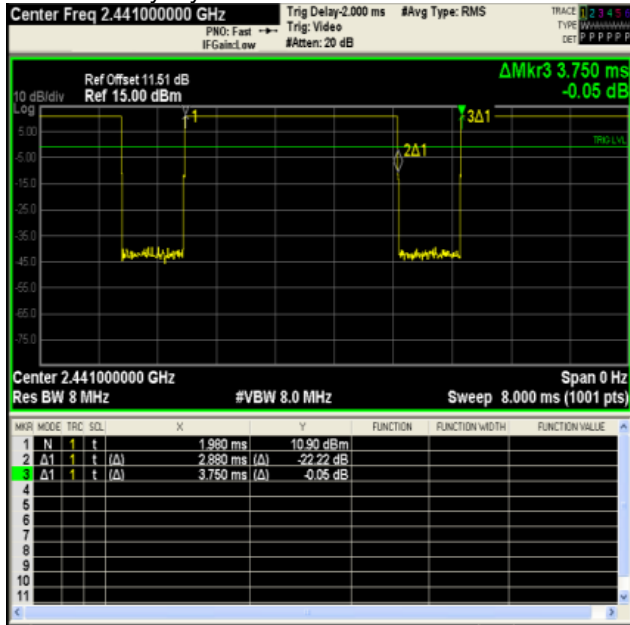 Center Freq 2.441000000 GHz
PNO: Fast
IFGain:Low
Trig Delay-2.000 ms
Trig: Video
#Atten: 20 dB
#Avg Type: RMS
TRACE 1 2 3 4 5 6
TYPE
DET P P P P P P
ΔMkr3 3.750 ms
-0.05 dB
Ref Offset 11.51 dB
10 dB/div Ref 15.00 dBm
Log
1
3Δ1
5.00
TRIG LVL
2Δ1
-5.00
-15.0
-25.0
-35.0
-45.0
-55.0
-65.0
-75.0
Center 2.441000000 GHz Span 0 Hz
Res BW 8 MHz #VBW 8.0 MHz Sweep 8.000 ms (1001 pts)
MKR MODE TRC SCL X Y FUNCTION FUNCTION WIDTH FUNCTION VALUE
1 N 1 t 1.980 ms 10.90 dBm
2 Δ1 1 t (Δ) 2.880 ms (Δ) -22.22 dB
3 Δ1 1 t (Δ) 3.750 ms (Δ) -0.05 dB
4
5
6
7
8
9
10
11